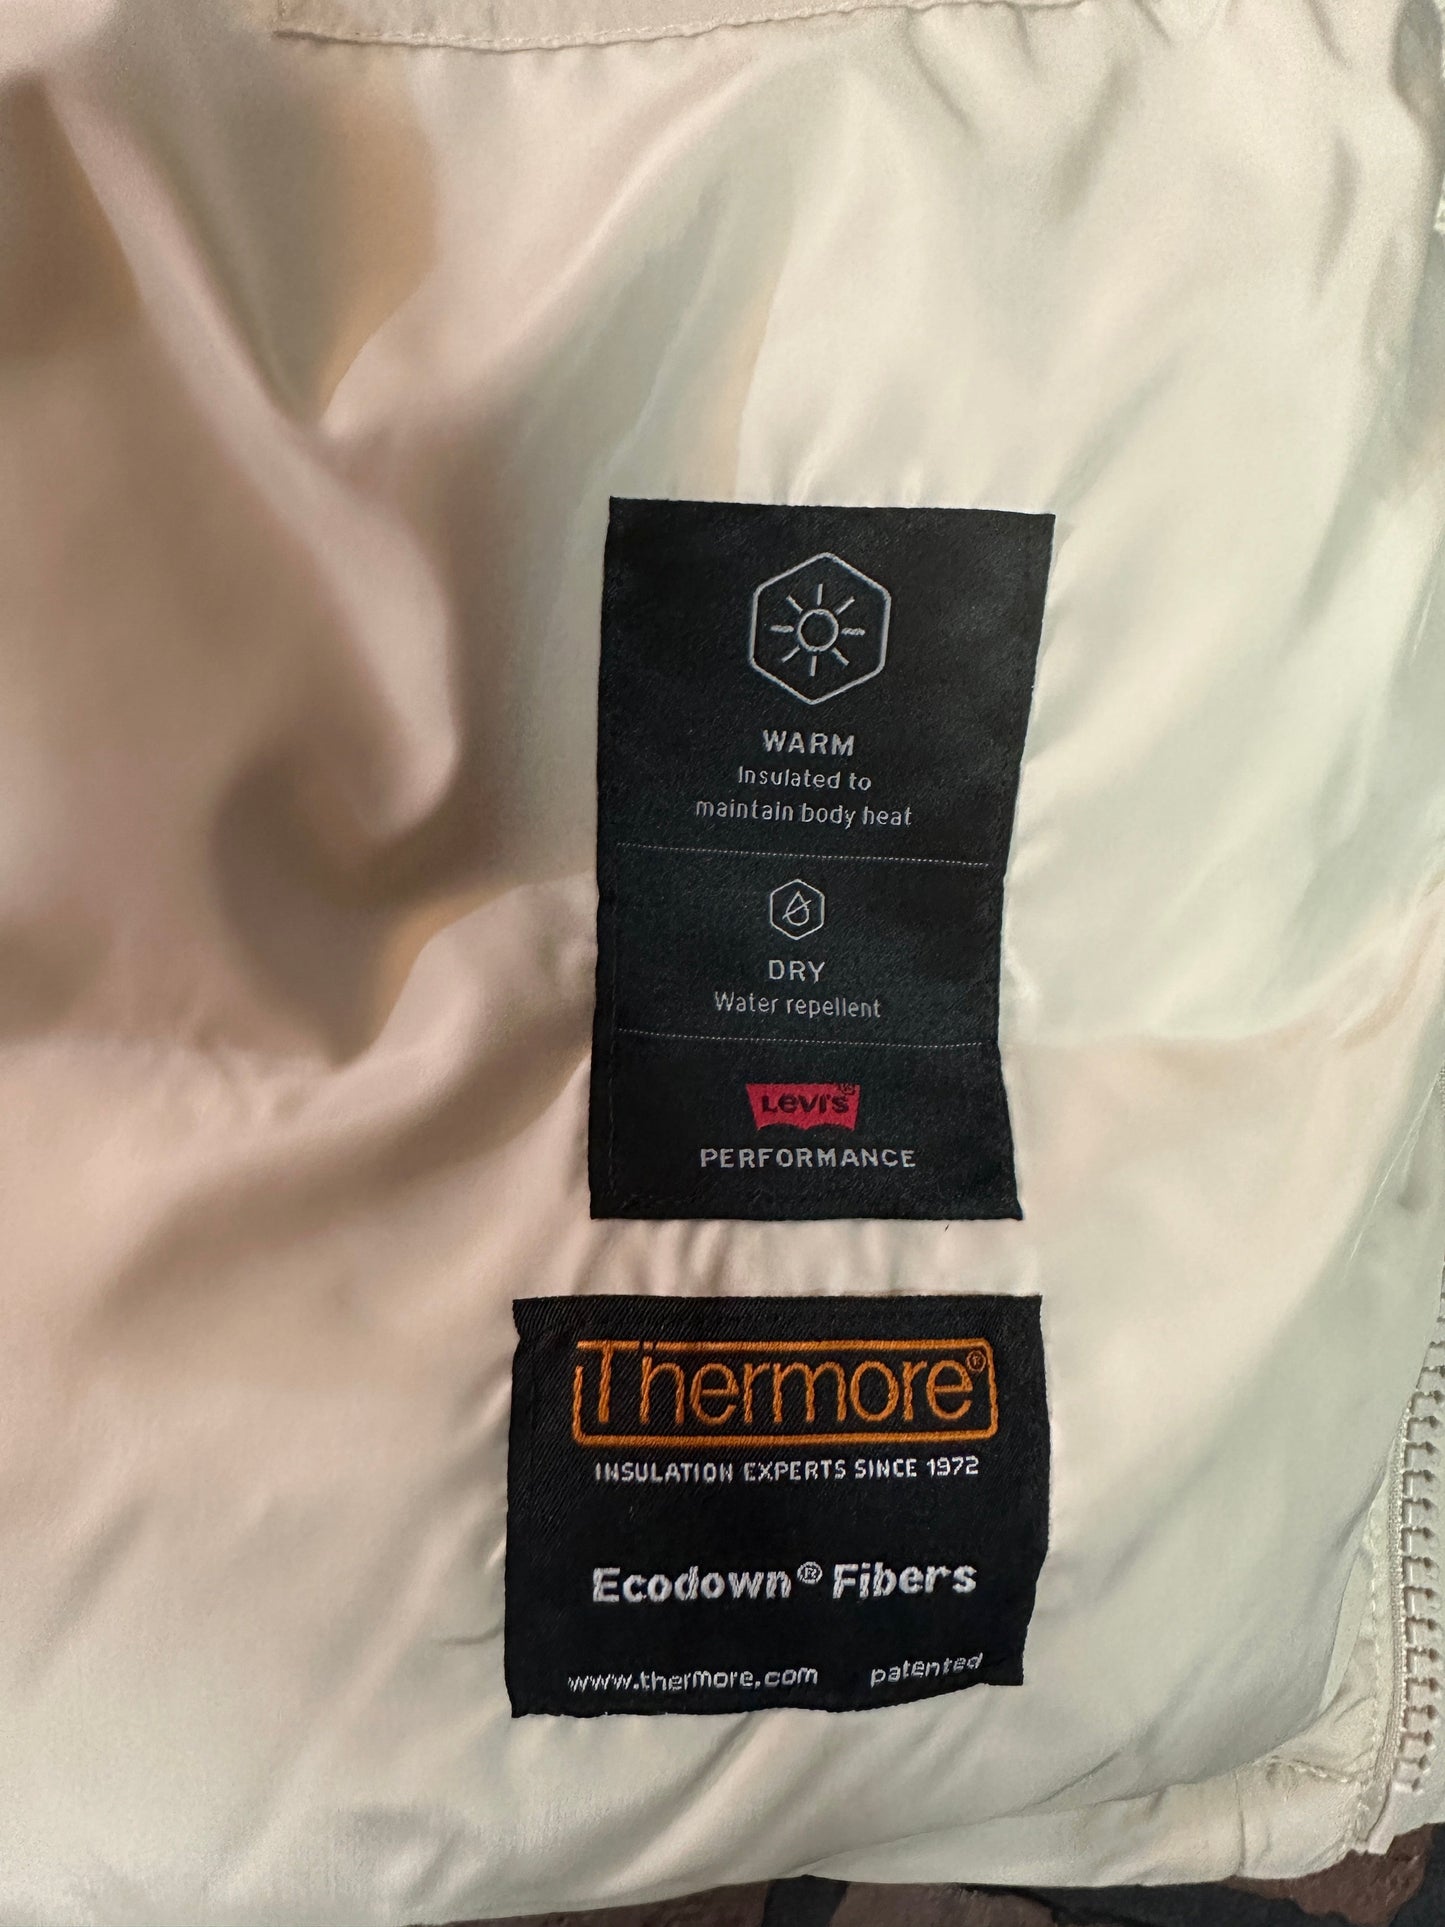 WARM
Insulated to
maintain body heat
DRY
Water repellent
Levi's®
PERFORMANCE
Thermore®
INSULATION EXPERTS SINCE 1972
Ecodown® Fibers
www.thermore.com patented